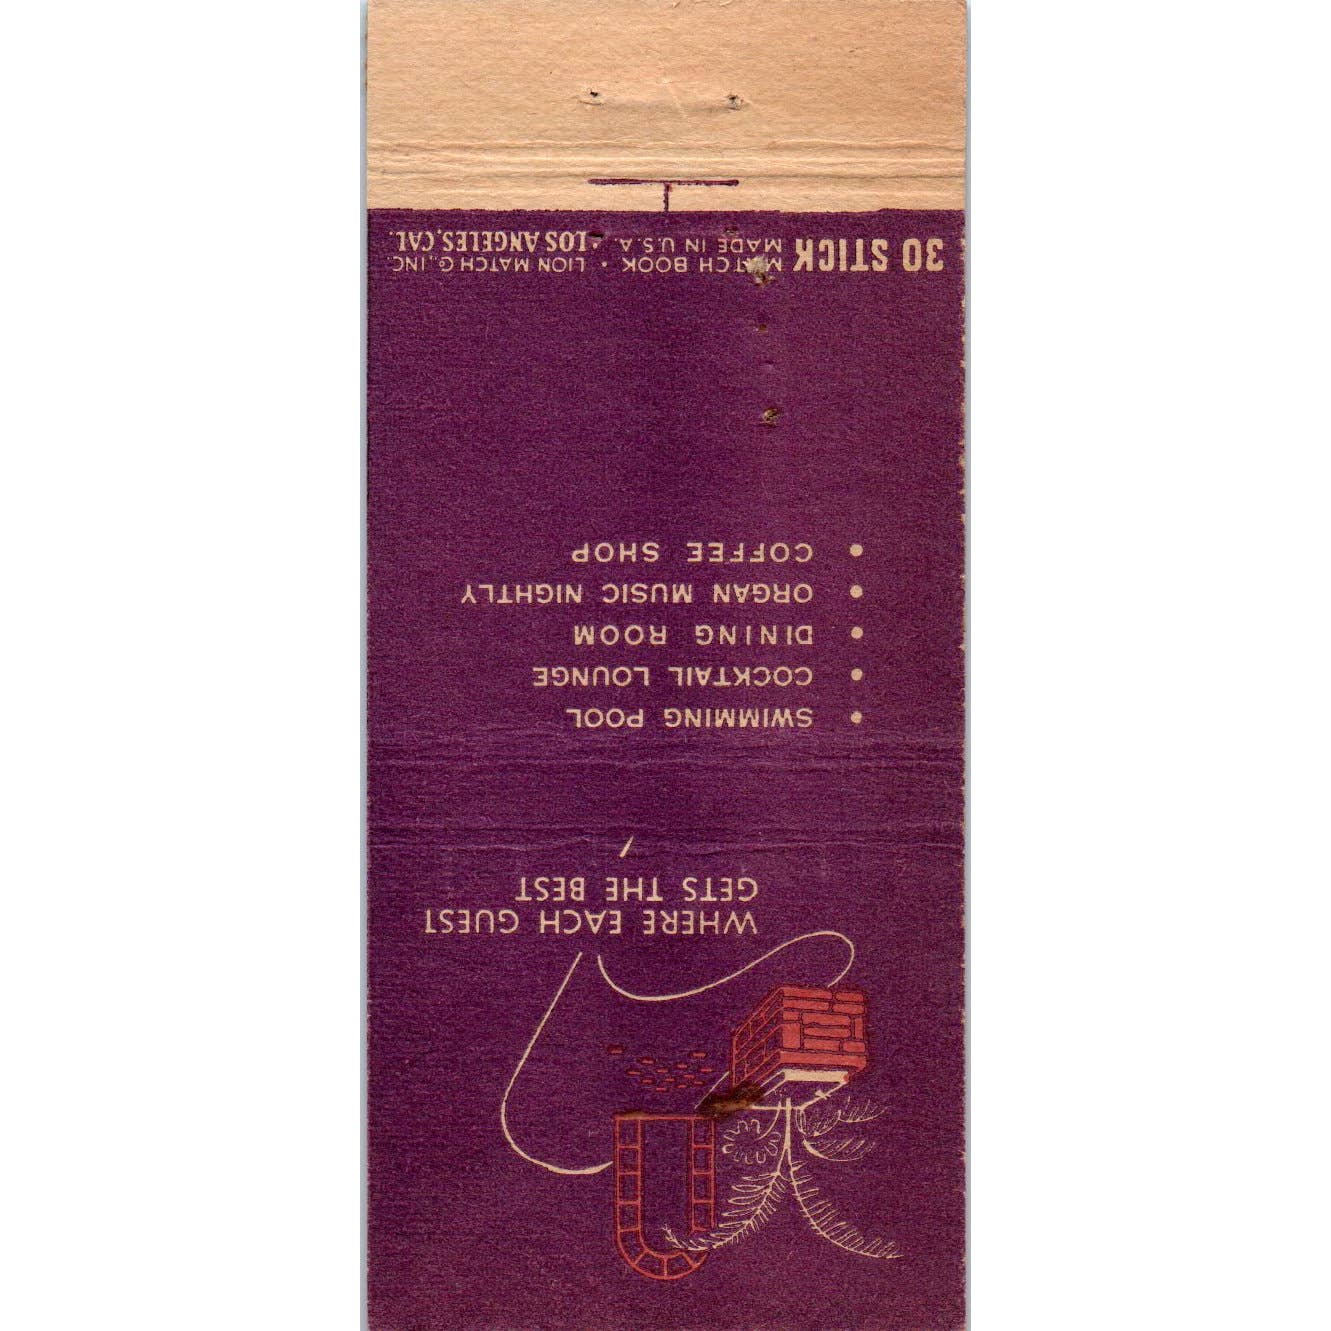 WHERE EACH GUEST
GETS THE BEST
• SWIMMING POOL
• COCKTAIL LOUNGE
• DINING ROOM
• ORGAN MUSIC NIGHTLY
• COFFEE SHOP
30 STICK MATCH BOOK • LION MATCH CO., INC.
MADE IN U.S.A. • LOS ANGELES, CAL.